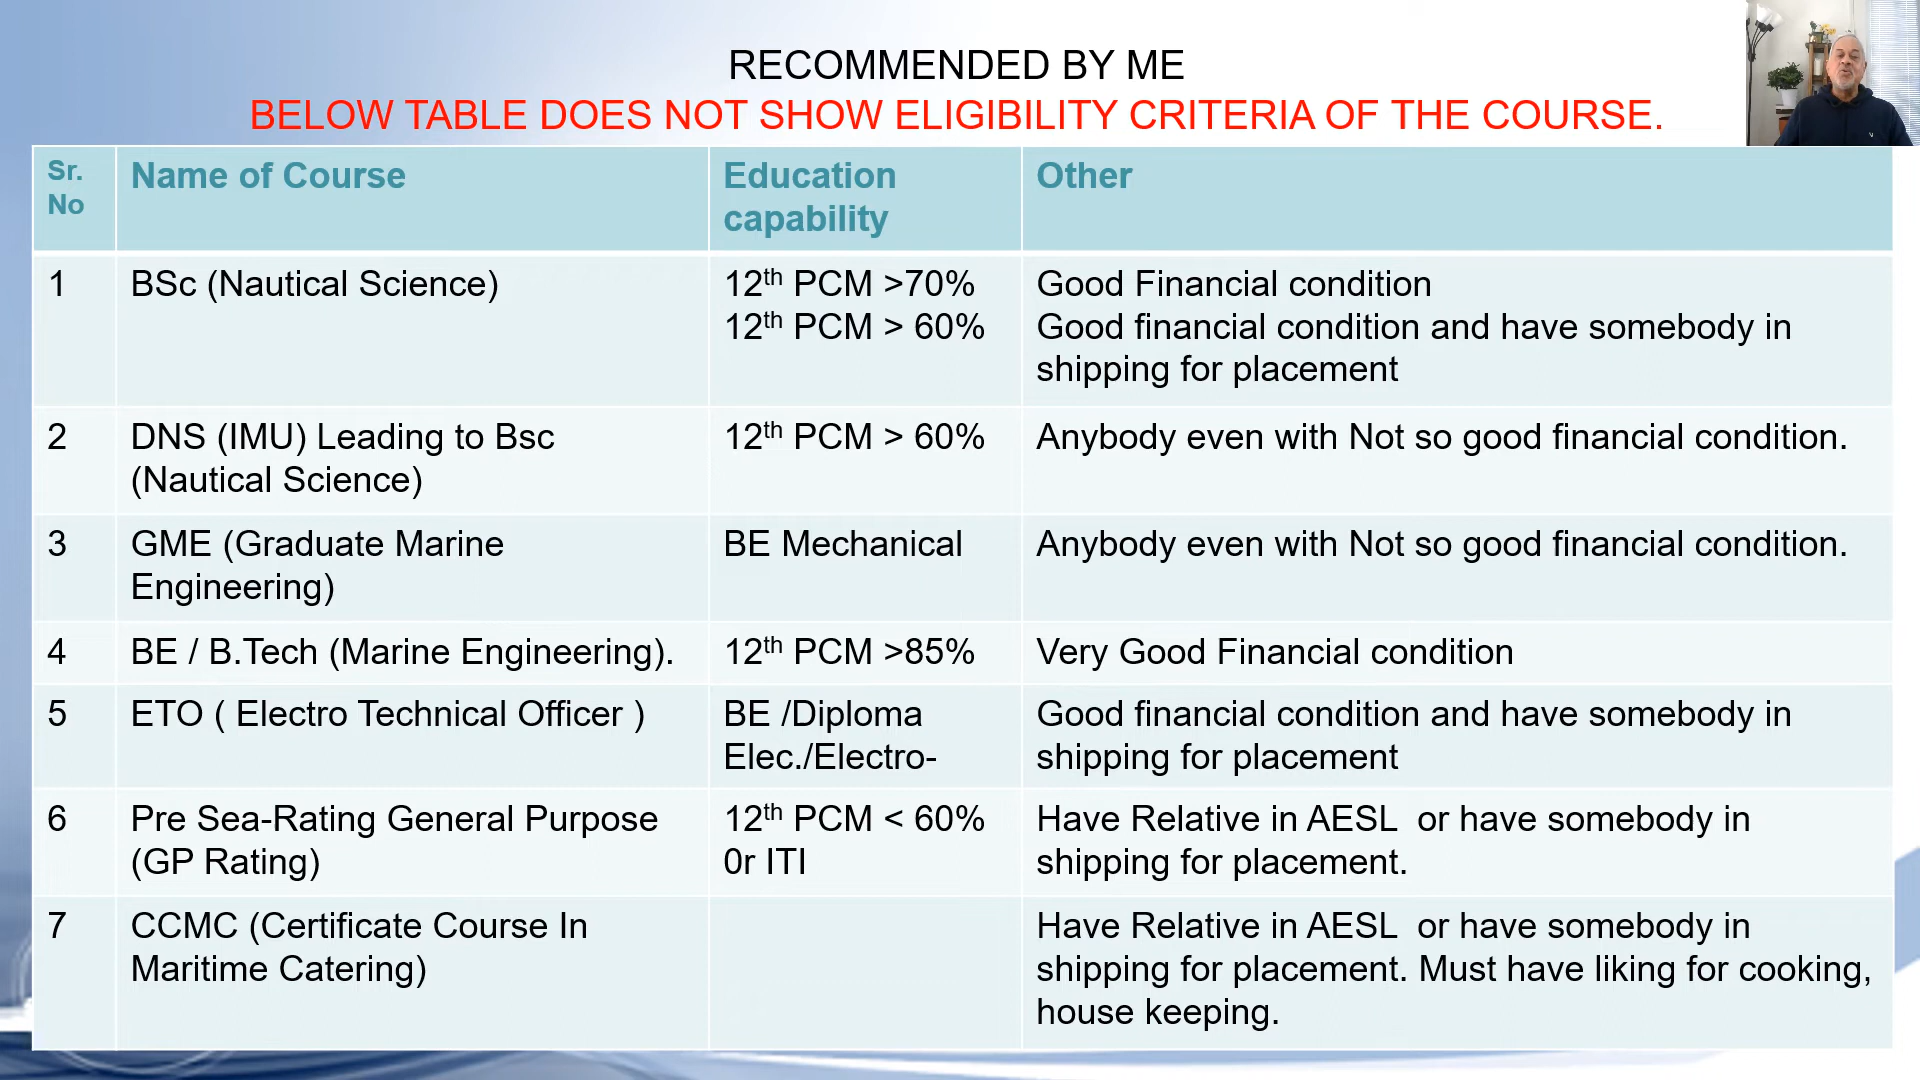 RECOMMENDED BY ME
BELOW TABLE DOES NOT SHOW ELIGIBILITY CRITERIA OF THE COURSE.
Sr. No
Name of Course
Education capability
Other
1
BSc (Nautical Science)
12th PCM >70%
12th PCM > 60%
Good Financial condition
Good financial condition and have somebody in
shipping for placement
2
DNS (IMU) Leading to Bsc
(Nautical Science)
12th PCM > 60%
Anybody even with Not so good financial condition.
3
GME (Graduate Marine
Engineering)
BE Mechanical
Anybody even with Not so good financial condition.
4
BE / B.Tech (Marine Engineering).
12th PCM >85%
Very Good Financial condition
5
ETO ( Electro Technical Officer )
BE /Diploma
Elec./Electro-
Good financial condition and have somebody in
shipping for placement
6
Pre Sea-Rating General Purpose
(GP Rating)
12th PCM < 60%
0r ITI
Have Relative in AESL  or have somebody in
shipping for placement.
7
CCMC (Certificate Course In
Maritime Catering)
Have Relative in AESL  or have somebody in
shipping for placement. Must have liking for cooking,
house keeping.